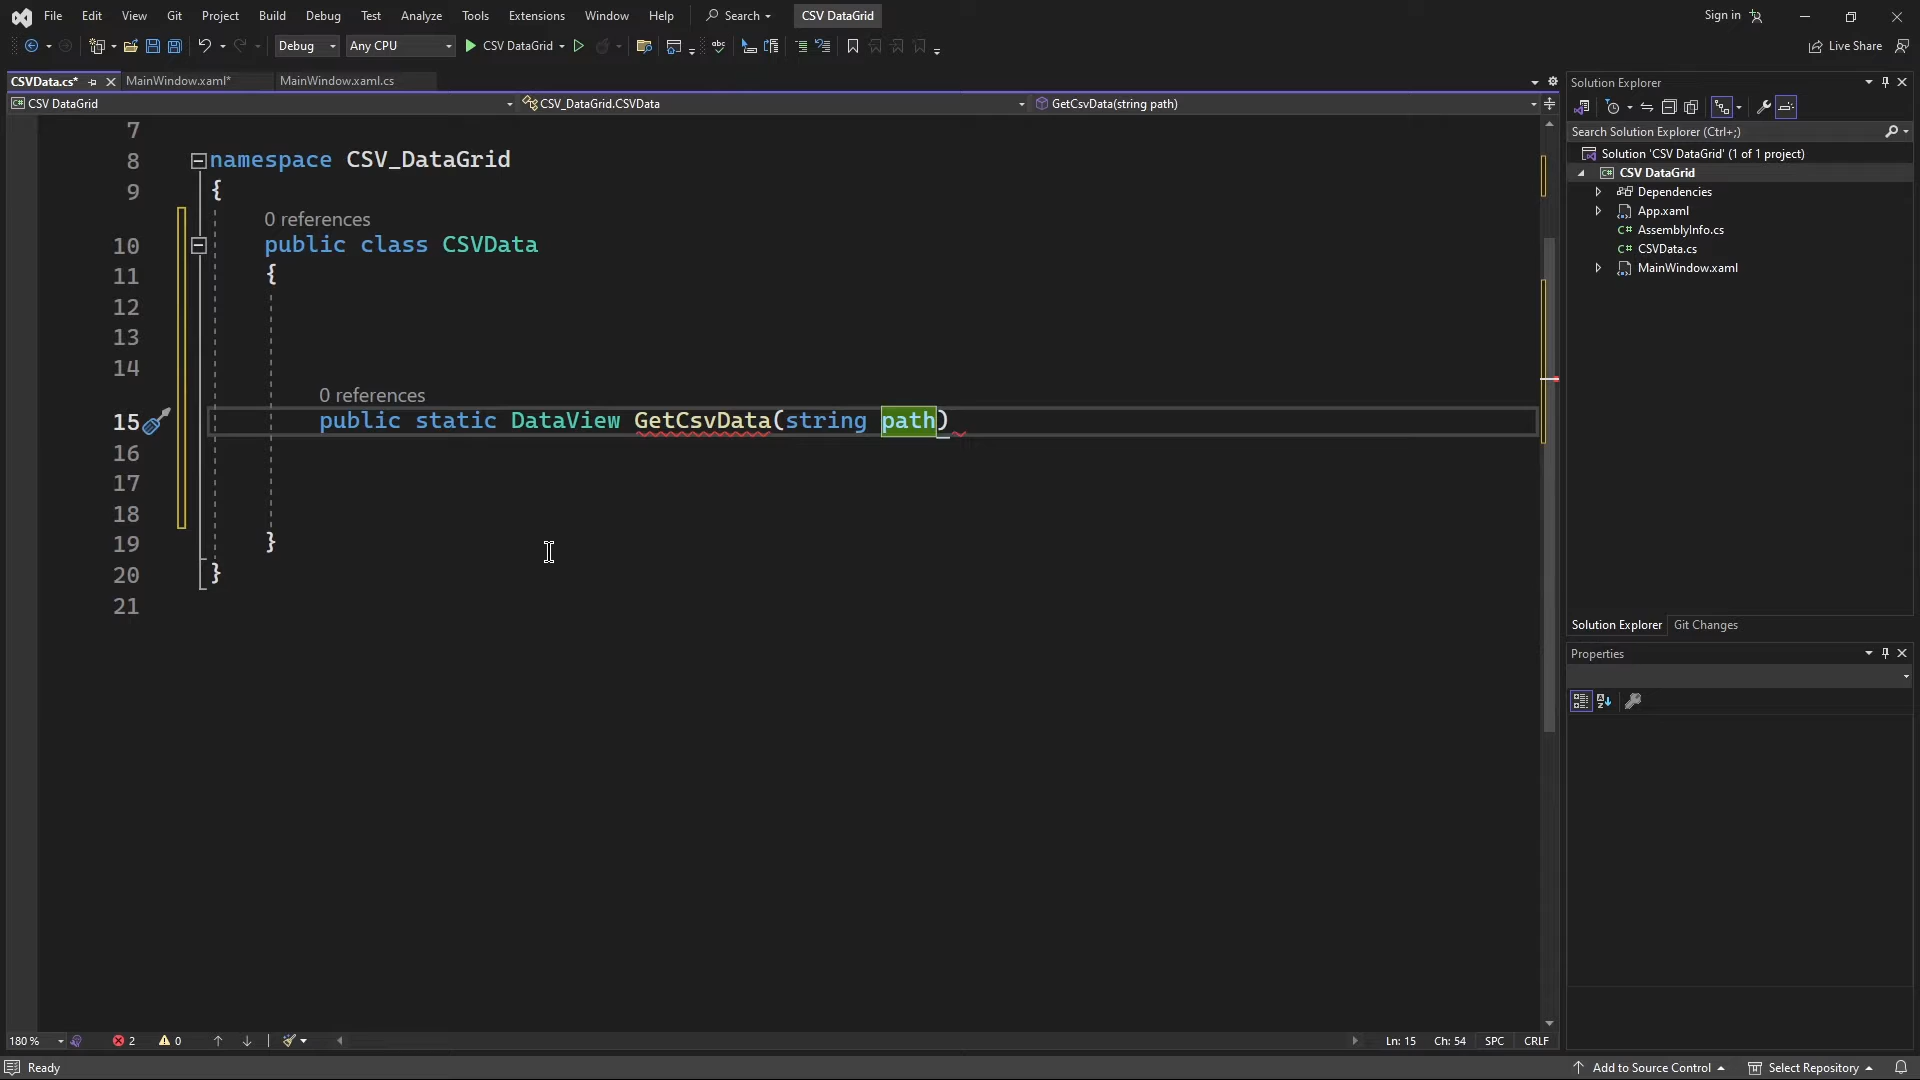 File Edit View Git Project Build Debug Test Analyze Tools Extensions Window Help Search CSV DataGrid Sign in
Debug Any CPU CSV DataGrid Live Share
CSVData.cs* MainWindow.xaml* MainWindow.xaml.cs
CSV DataGrid CSV_DataGrid.CSVData GetCsvData(string path)
7
8 namespace CSV_DataGrid
9 {
0 references
10 public class CSVData
11 {
12
13
14
0 references
15 public static DataView GetCsvData(string path)
16
17
18
19 }
20 }
21
180 % 2 0 Ln: 15 Ch: 54 SPC CRLF
Solution Explorer
Search Solution Explorer (Ctrl+;)
Solution 'CSV DataGrid' (1 of 1 project)
C# CSV DataGrid
Dependencies
App.xaml
C# AssemblyInfo.cs
C# CSVData.cs
MainWindow.xaml
Solution Explorer Git Changes
Properties
Ready Add to Source Control Select Repository